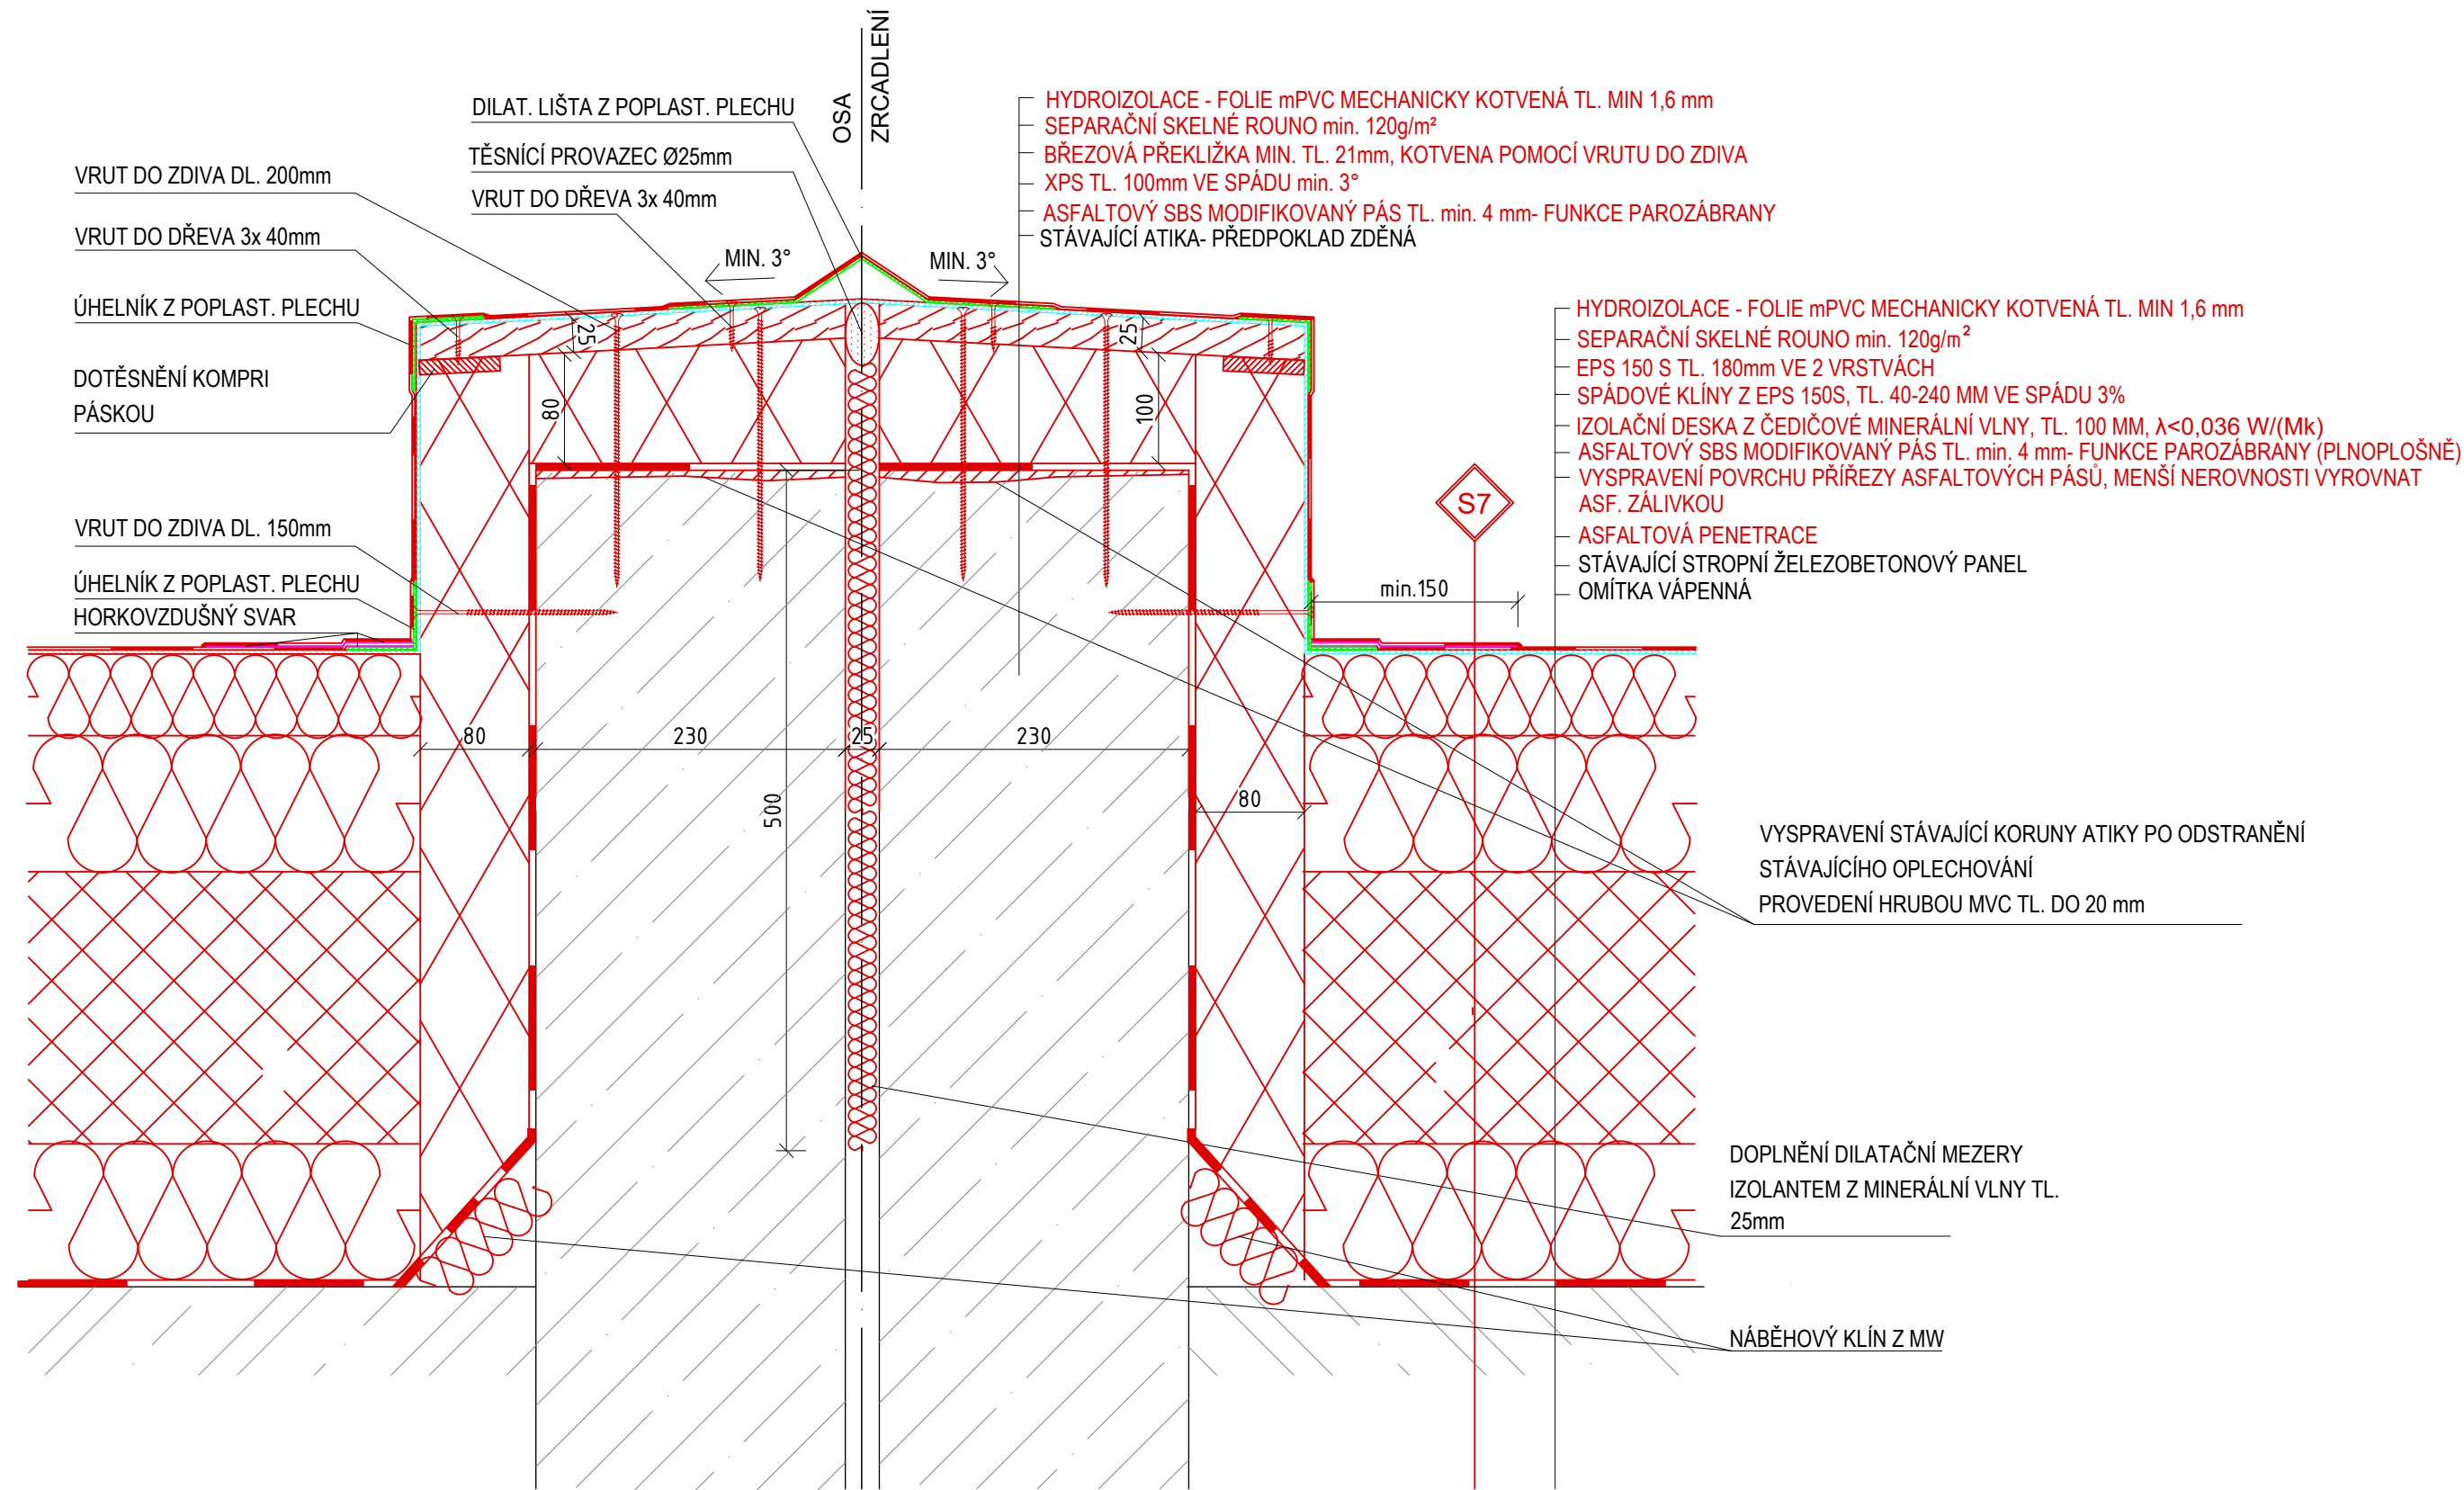 OSA
ZRCADLENÍ
DILAT. LIŠTA Z POPLAST. PLECHU
TĚSNÍCÍ PROVAZEC Ø25mm
VRUT DO DŘEVA 3x 40mm
VRUT DO ZDIVA DL. 200mm
VRUT DO DŘEVA 3x 40mm
ÚHELNÍK Z POPLAST. PLECHU
DOTĚSNĚNÍ KOMPRI
PÁSKOU
VRUT DO ZDIVA DL. 150mm
ÚHELNÍK Z POPLAST. PLECHU
HORKOVZDUŠNÝ SVAR
HYDROIZOLACE - FOLIE mPVC MECHANICKY KOTVENÁ TL. MIN 1,6 mm
SEPARAČNÍ SKELNÉ ROUNO min. 120g/m²
BŘEZOVÁ PŘEKLIŽKA MIN. TL. 21mm, KOTVENA POMOCÍ VRUTU DO ZDIVA
XPS TL. 100mm VE SPÁDU min. 3°
ASFALTOVÝ SBS MODIFIKOVANÝ PÁS TL. min. 4 mm- FUNKCE PAROZÁBRANY
STÁVAJÍCÍ ATIKA- PŘEDPOKLAD ZDĚNÁ
MIN. 3°
MIN. 3°
HYDROIZOLACE - FOLIE mPVC MECHANICKY KOTVENÁ TL. MIN 1,6 mm
SEPARAČNÍ SKELNÉ ROUNO min. 120g/m²
EPS 150 S TL. 180mm VE 2 VRSTVÁCH
SPÁDOVÉ KLÍNY Z EPS 150S, TL. 40-240 MM VE SPÁDU 3%
IZOLAČNÍ DESKA Z ČEDIČOVÉ MINERÁLNÍ VLNY, TL. 100 MM, λ<0,036 W/(Mk)
ASFALTOVÝ SBS MODIFIKOVANÝ PÁS TL. min. 4 mm- FUNKCE PAROZÁBRANY (PLNOPLOŠNĚ)
VYSPRAVENÍ POVRCHU PŘÍŘEZY ASFALTOVÝCH PÁSŮ, MENŠÍ NEROVNOSTI VYROVNAT
ASF. ZÁLIVKOU
ASFALTOVÁ PENETRACE
STÁVAJÍCÍ STROPNÍ ŽELEZOBETONOVÝ PANEL
OMÍTKA VÁPENNÁ
S7
25
25
80
100
min.150
80
230
25
230
500
80
VYSPRAVENÍ STÁVAJÍCÍ KORUNY ATIKY PO ODSTRANĚNÍ
STÁVAJÍCÍHO OPLECHOVÁNÍ
PROVEDENÍ HRUBOU MVC TL. DO 20 mm
DOPLNĚNÍ DILATAČNÍ MEZERY
IZOLANTEM Z MINERÁLNÍ VLNY TL.
25mm
NÁBĚHOVÝ KLÍN Z MW